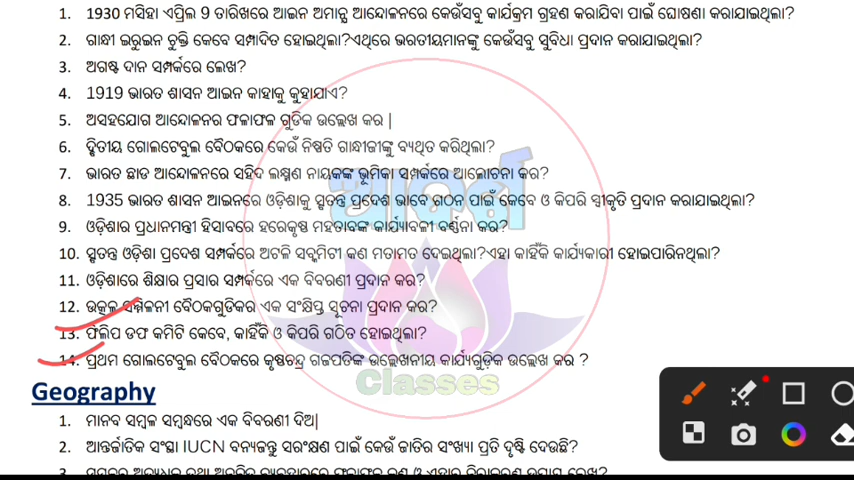 1. 1930 ମସିହା ଏପ୍ରିଲ 9 ତାରିଖରେ ଆଇନ ଅମାନ୍ଯ ଆନ୍ଦୋଳନରେ କେଉଁସବୁ କାର୍ଯକ୍ରମ ଗ୍ରହଣ କରାଯିବା ପାଇଁ ଘୋଷଣା କରାଯାଇଥିଲା?
2. ଗାନ୍ଧୀ ଇରୁଇନ ଚୁକ୍ତି କେବେ ସମ୍ପାଦିତ ହୋଇଥିଲା?ଏଥିରେ ଭରତୀୟମାନଙ୍କୁ କେଉଁସବୁ ସୁବିଧା ପ୍ରଦାନ କରାଯାଇଥିଲା?
3. ଅଗଷ୍ଟ ଦାନ ସମ୍ପର୍କରେ ଲେଖ?
4. 1919 ଭାରତ ଶାସନ ଆଇନ କାହାକୁ କୁହାଯାଏ?
5. ଅସହଯୋଗ ଆନ୍ଦୋଳନର ଫଳାଫଳ ଗୁଡିକ ଉଲ୍ଲେଖ କର |
6. ଦ୍ବିତୀୟ ଗୋଲଟେବୁଲ ବୈଠକରେ କେଉଁ ନିଷ୍ପତି ଗାନ୍ଧୀଜୀଙ୍କୁ ବ୍ୟଥିତ କରିଥିଲା?
7. ଭାରତ ଛାଡ ଆନ୍ଦୋଳନରେ ସହିଦ ଲକ୍ଷ୍ମଣ ନାୟକଙ୍କ ଭୂମିକା ସମ୍ପର୍କରେ ଆଲୋଚନା କର?
8. 1935 ଭାରତ ଶାସନ ଆଇନରେ ଓଡ଼ିଶାକୁ ସ୍ବତନ୍ତ୍ର ପ୍ରଦେଶ ଭାବେ ଗଠନ ପାଇଁ କେବେ ଓ କିପରି ସ୍ବୀକୃତି ପ୍ରଦାନ କରାଯାଇଥିଲା?
9. ଓଡ଼ିଶାର ପ୍ରଧାନମନ୍ତ୍ରୀ ହିସାବରେ ହରେକୃଷ୍ଣ ମହତାବଙ୍କ କାର୍ଯ୍ୟାବଳୀ ବର୍ଣ୍ଣନା କର?
10. ସ୍ବତନ୍ତ୍ର ଓଡ଼ିଶା ପ୍ରଦେଶ ସମ୍ପର୍କରେ ଅଟଳି ସବ୍କମିଟୀ କଣ ମତାମତ ଦେଇଥିଲା?ଏହା କାହିଁକି କାର୍ଯ୍ୟକାରୀ ହୋଇପାରିନଥିଲା?
11. ଓଡ଼ିଶାରେ ଶିକ୍ଷାର ପ୍ରସାର ସମ୍ପର୍କରେ ଏକ ବିବରଣୀ ପ୍ରଦାନ କର?
12. ଉତ୍କଳ ସମ୍ମିଳନୀ ବୈଠକଗୁଡିକର ଏକ ସଂକ୍ଷିପ୍ତ ସୂଚନା ପ୍ରଦାନ କର?
13. ଫିଲିପ ଡଫ କମିଟି କେବେ, କାହିଁକି ଓ କିପରି ଗଠିତ ହୋଇଥିଲା?
14. ପ୍ରଥମ ଗୋଲଟେବୁଲ ବୈଠକରେ କୃଷ୍ଣଚନ୍ଦ୍ର ଗଜପତିଙ୍କ ଉଲ୍ଲେଖନୀୟ କାର୍ଯ୍ୟଗୁଡ଼ିକ ଉଲ୍ଲେଖ କର ?
ଆଦର୍ଶ
Classes
Geography
1. ମାନବ ସମ୍ବଳ ସମ୍ବନ୍ଧରେ ଏକ ବିବରଣୀ ଦିଅ|
2. ଆନ୍ତର୍ଜାତିକ ସଂସ୍ଥା IUCN ବନ୍ୟଜନ୍ତୁ ସରଂକ୍ଷଣ ପାଇଁ କେଉଁ ଜାତିର ସଂଖ୍ୟା ପ୍ରତି ଦୃଷ୍ଟି ଦେଉଛି?